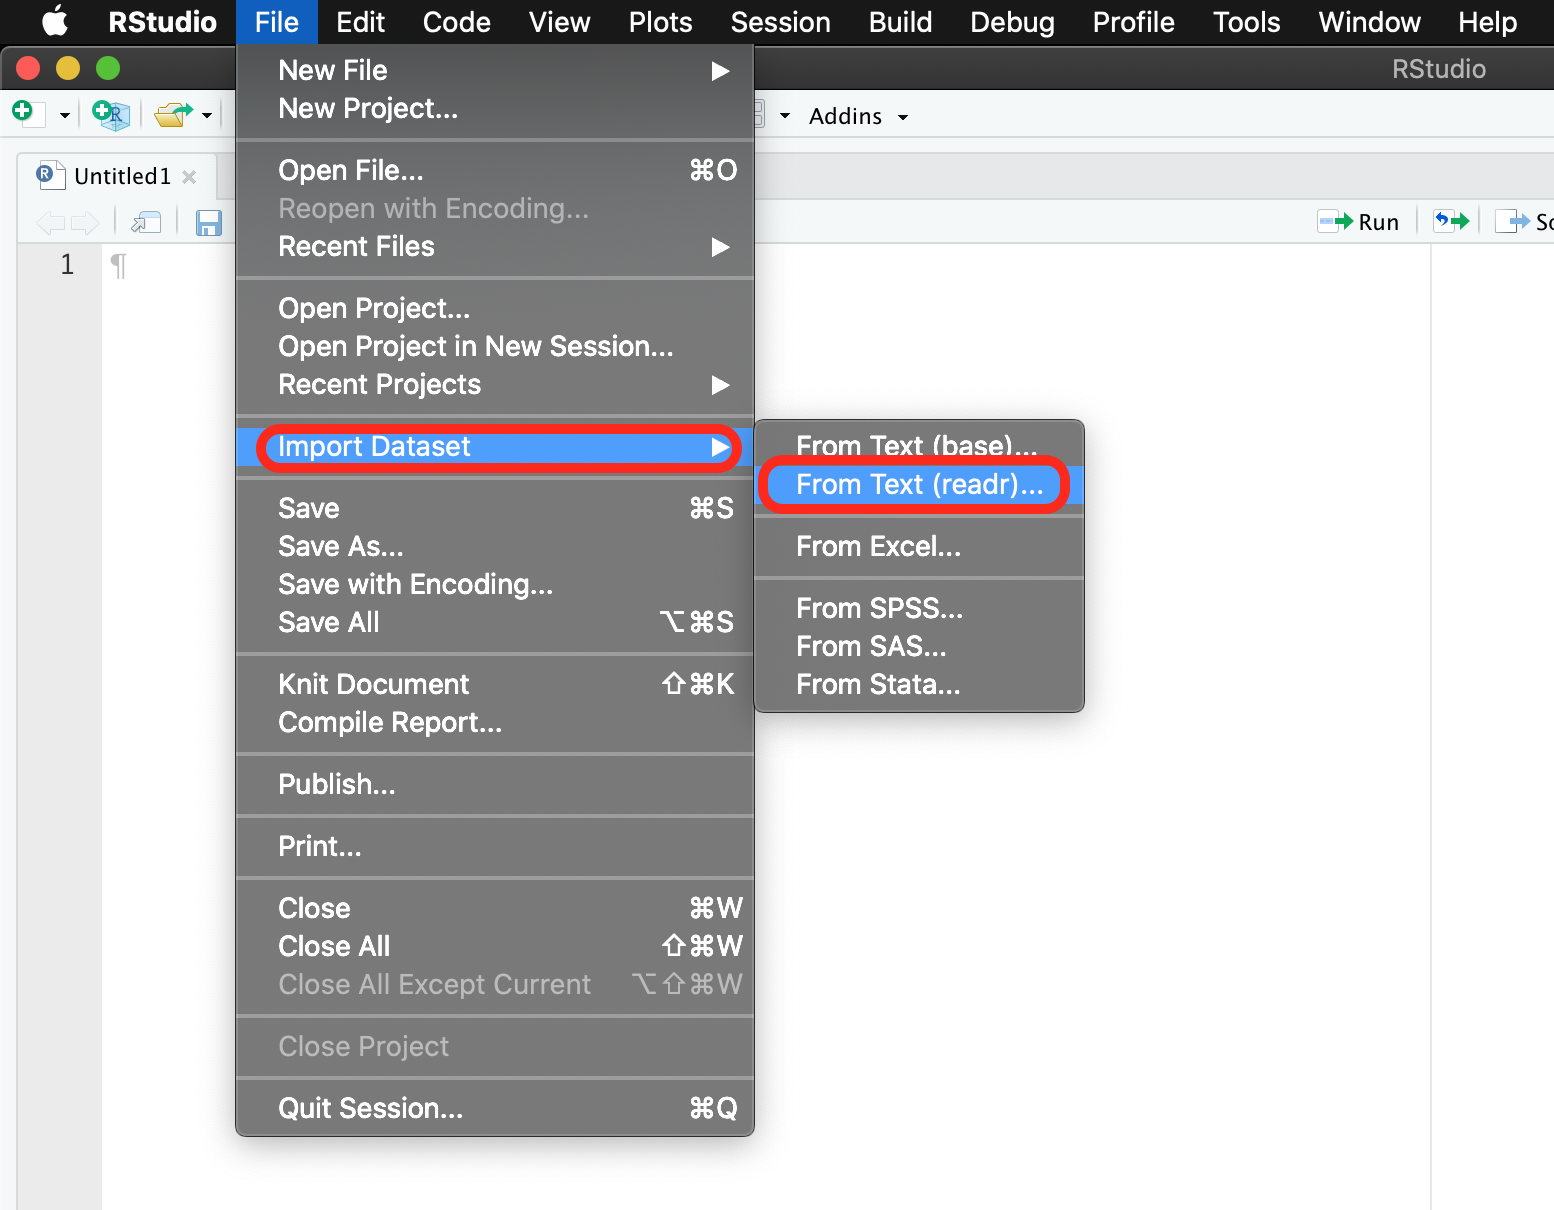 RStudio File Edit Code View Plots Session Build Debug Profile Tools Window Help
RStudio
Addins
Untitled1
Run
So
1 ¶
New File
New Project...
Open File... ⌘O
Reopen with Encoding...
Recent Files
Open Project...
Open Project in New Session...
Recent Projects
Import Dataset
Save ⌘S
Save As...
Save with Encoding...
Save All ⌥⌘S
Knit Document ⇧⌘K
Compile Report...
Publish...
Print...
Close ⌘W
Close All ⇧⌘W
Close All Except Current ⌥⇧⌘W
Close Project
Quit Session... ⌘Q
From Text (base)...
From Text (readr)...
From Excel...
From SPSS...
From SAS...
From Stata...